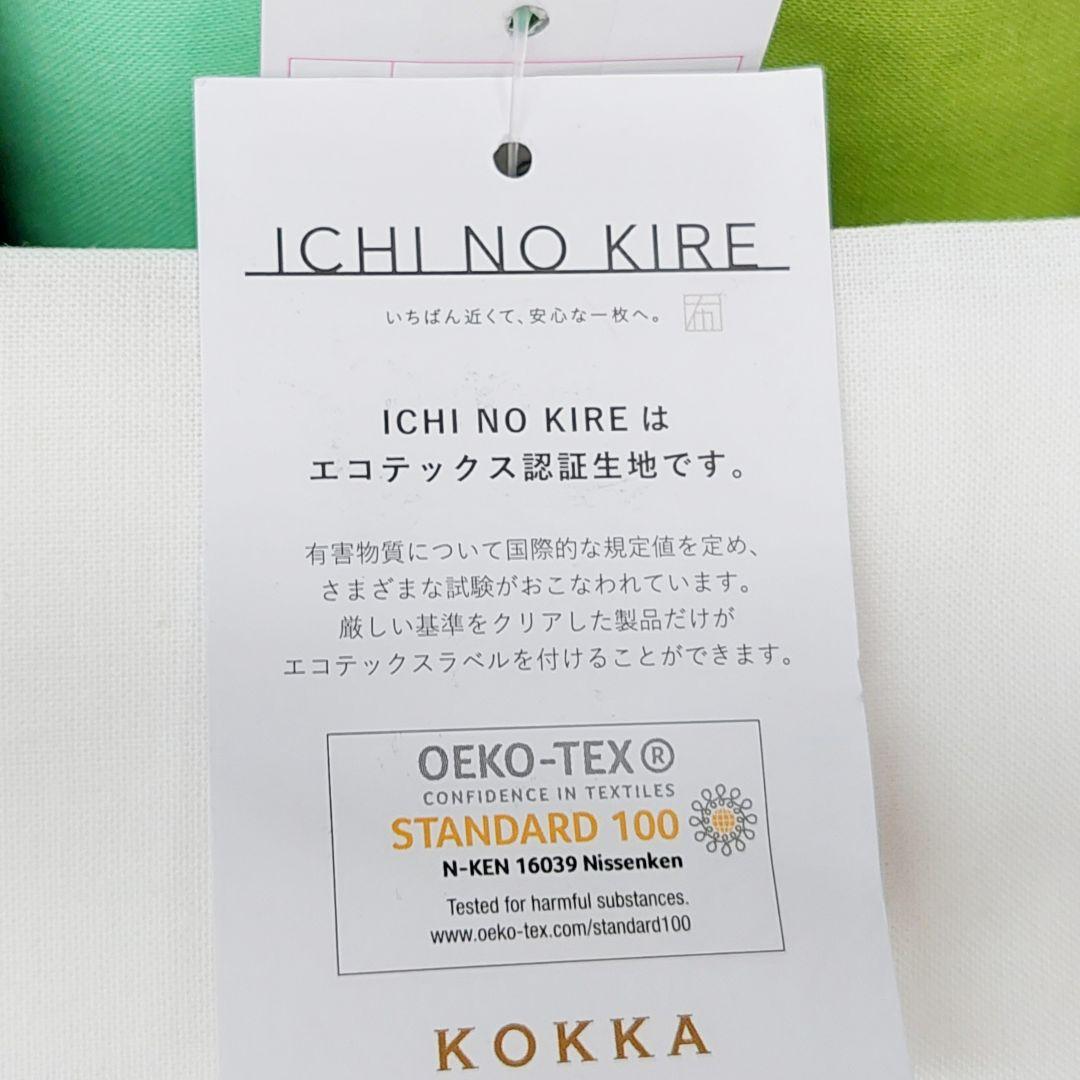 ICHI NO KIRE
いちばん近くて、安心な一枚へ。 布
ICHI NO KIRE は
エコテックス認証生地です。
有害物質について国際的な規定値を定め、
さまざまな試験がおこなわれています。
厳しい基準をクリアした製品だけが
エコテックスラベルを付けることができます。
OEKO-TEX®
CONFIDENCE IN TEXTILES
STANDARD 100
N-KEN 16039 Nissenken
Tested for harmful substances.
www.oeko-tex.com/standard100
KOKKA